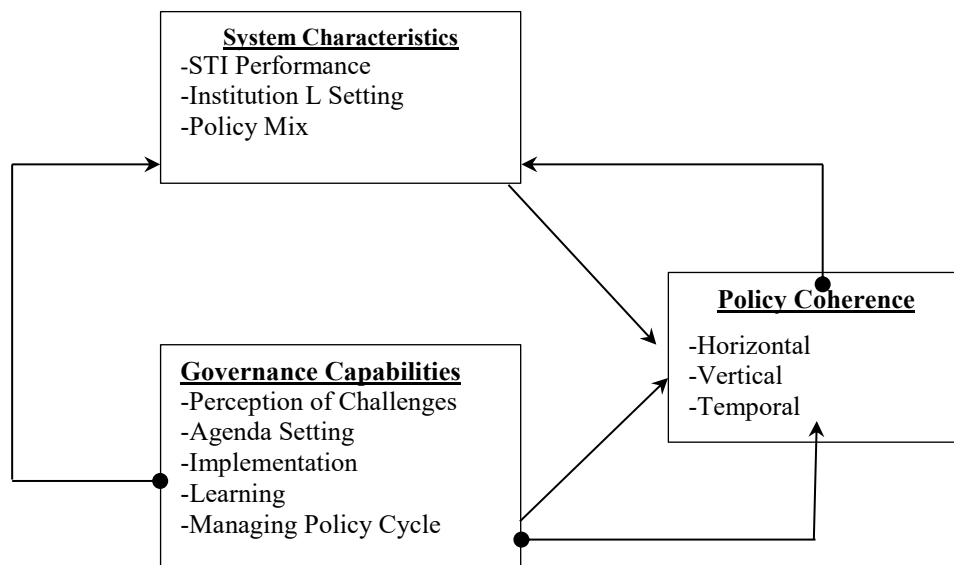 System Characteristics
-STI Performance
-Institution L Setting
-Policy Mix
Policy Coherence
-Horizontal
-Vertical
-Temporal
Governance Capabilities
-Perception of Challenges
-Agenda Setting
-Implementation
-Learning
-Managing Policy Cycle